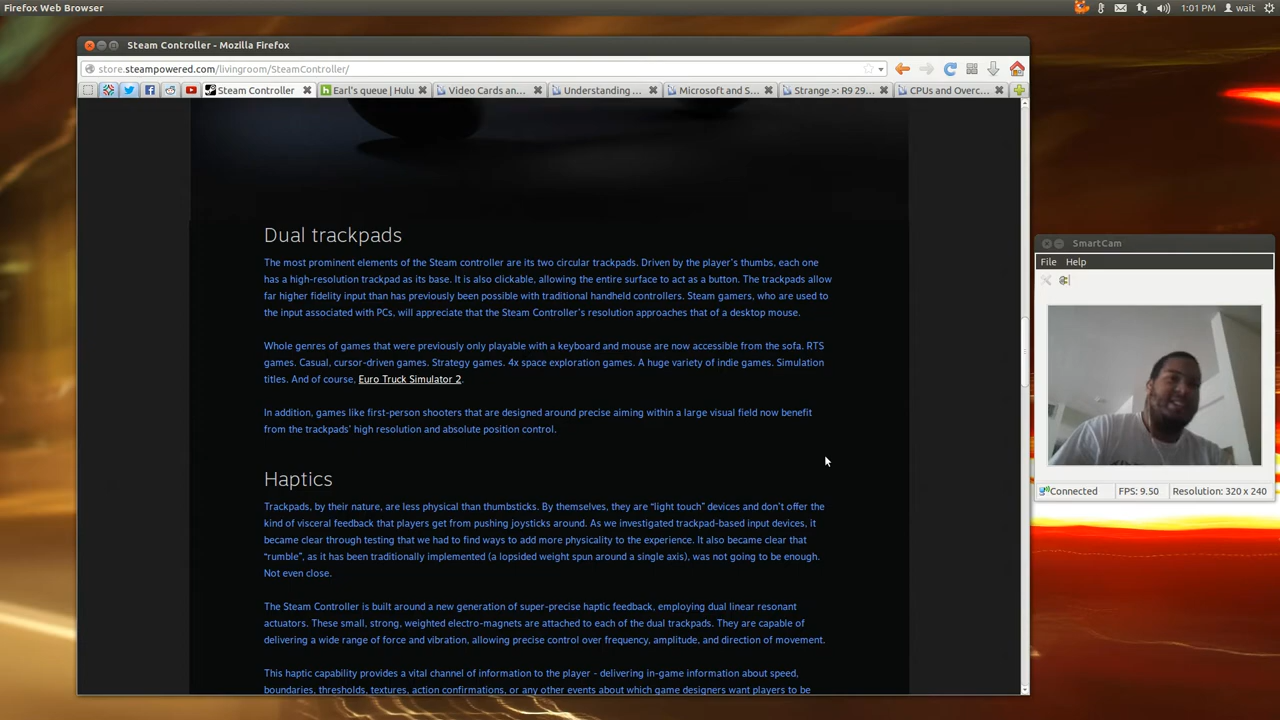 Firefox Web Browser
1:01 PM
wait
Steam Controller - Mozilla Firefox
store.steampowered.com/livingroom/SteamController/
Steam Controller
Earl's queue | Hulu
Video Cards an...
Understanding ...
Microsoft and S...
Strange >: R9 29...
CPUs and Overc...
Dual trackpads
The most prominent elements of the Steam controller are its two circular trackpads. Driven by the player's thumbs, each one
has a high-resolution trackpad as its base. It is also clickable, allowing the entire surface to act as a button. The trackpads allow
far higher fidelity input than has previously been possible with traditional handheld controllers. Steam gamers, who are used to
the input associated with PCs, will appreciate that the Steam Controller's resolution approaches that of a desktop mouse.
Whole genres of games that were previously only playable with a keyboard and mouse are now accessible from the sofa. RTS
games. Casual, cursor-driven games. Strategy games. 4x space exploration games. A huge variety of indie games. Simulation
titles. And of course, Euro Truck Simulator 2.
In addition, games like first-person shooters that are designed around precise aiming within a large visual field now benefit
from the trackpads' high resolution and absolute position control.
Haptics
Trackpads, by their nature, are less physical than thumbsticks. By themselves, they are “light touch” devices and don't offer the
kind of visceral feedback that players get from pushing joysticks around. As we investigated trackpad-based input devices, it
became clear through testing that we had to find ways to add more physicality to the experience. It also became clear that
“rumble”, as it has been traditionally implemented (a lopsided weight spun around a single axis), was not going to be enough.
Not even close.
The Steam Controller is built around a new generation of super-precise haptic feedback, employing dual linear resonant
actuators. These small, strong, weighted electro-magnets are attached to each of the dual trackpads. They are capable of
delivering a wide range of force and vibration, allowing precise control over frequency, amplitude, and direction of movement.
This haptic capability provides a vital channel of information to the player - delivering in-game information about speed,
boundaries, thresholds, textures, action confirmations, or any other events about which game designers want players to be
SmartCam
File Help
Connected
FPS: 9.50
Resolution: 320 x 240